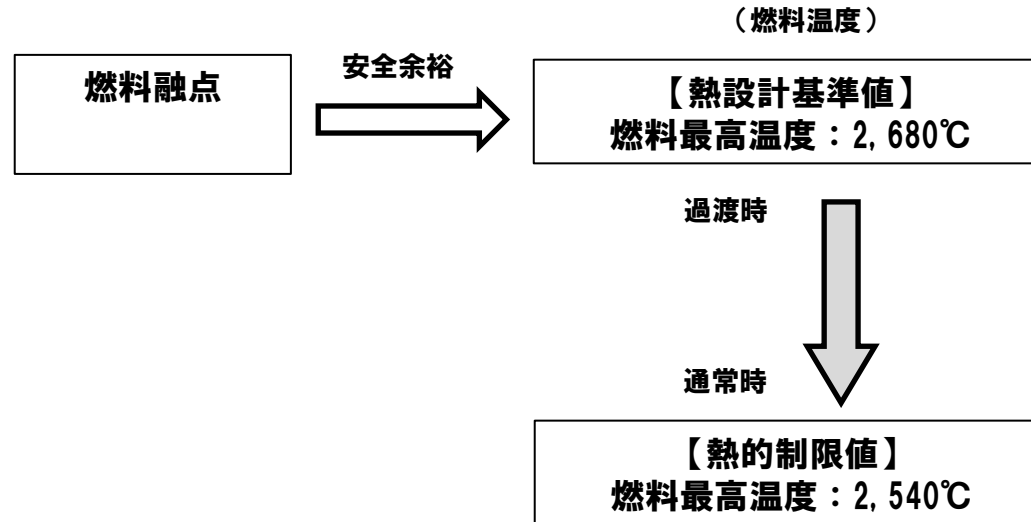 （燃料温度）
燃料融点
安全余裕
【熱設計基準値】
燃料最高温度：2,680℃
過渡時
通常時
【熱的制限値】
燃料最高温度：2,540℃